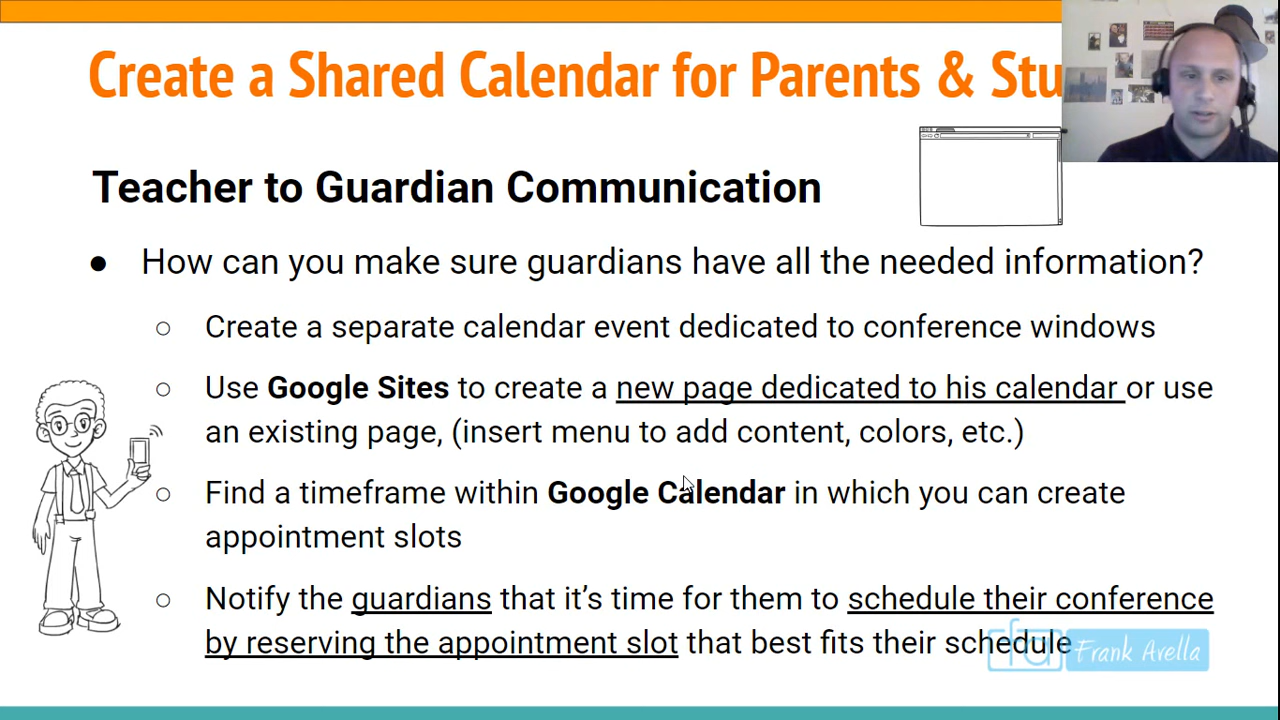 Create a Shared Calendar for Parents & Stu
Teacher to Guardian Communication
● How can you make sure guardians have all the needed information?
○ Create a separate calendar event dedicated to conference windows
○ Use Google Sites to create a new page dedicated to his calendar or use
an existing page, (insert menu to add content, colors, etc.)
○ Find a timeframe within Google Calendar in which you can create
appointment slots
○ Notify the guardians that it's time for them to schedule their conference
by reserving the appointment slot that best fits their schedule
fa Frank Avella